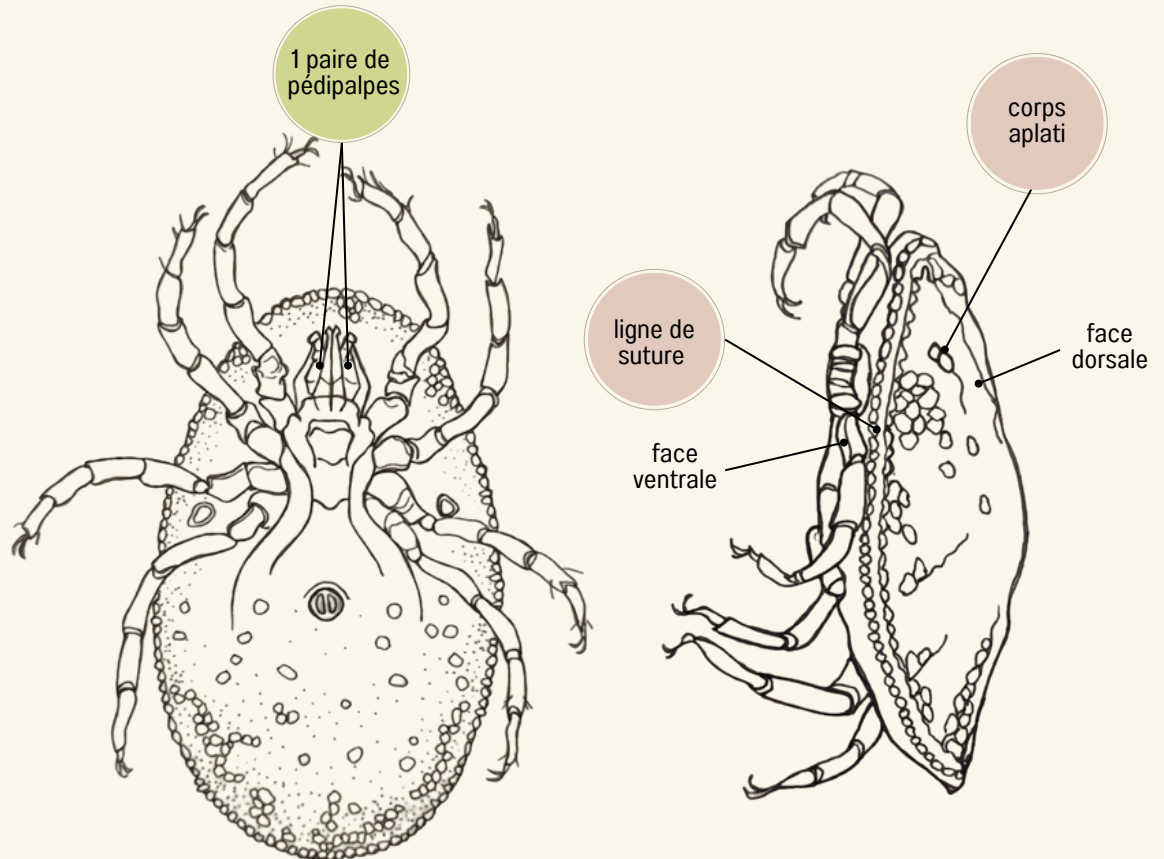 1 paire de
pédipalpes
corps
aplati
ligne de
suture
face
dorsale
face
ventrale